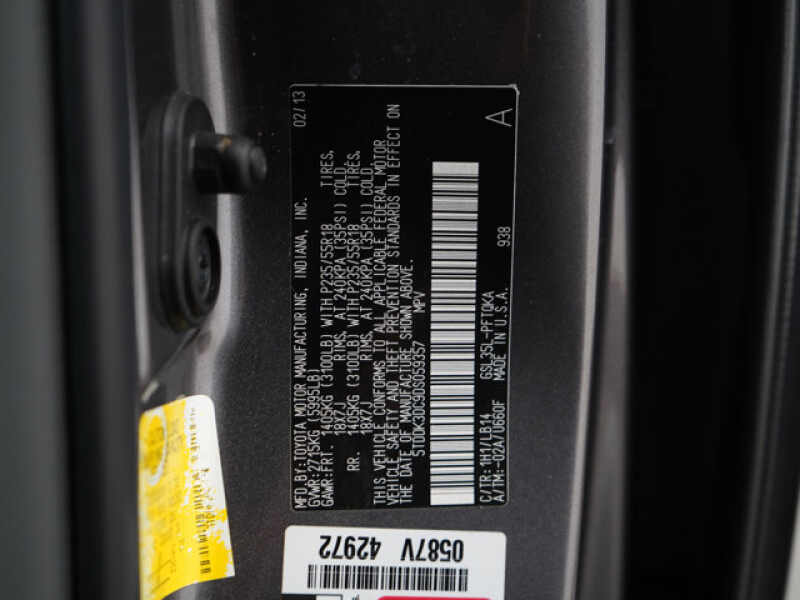 MFD.BY:TOYOTA MOTOR MANUFACTURING, INDIANA, INC. 02/13
GVWR:2715KG (5995LB)
GAWR:FRT. 1405KG (3100LB) WITH P235/55R18 TIRES,
18X7J RIMS, AT 240KPA (35PSI) COLD
RR. 1405KG (3100LB) WITH P235/55R18 TIRES,
18X7J RIMS, AT 240KPA (35PSI) COLD
THIS VEHICLE CONFORMS TO ALL APPLICABLE FEDERAL MOTOR
VEHICLE SAFETY AND THEFT PREVENTION STANDARDS IN EFFECT ON
THE DATE OF MANUFACTURE SHOWN ABOVE.
5TDDK3DC9DS059357 MPV
C/TR:1H1/LB14 GSL35L-PFTQKA A
A/TM:-02A/U660F MADE IN U.S.A. 938
0587V 42972